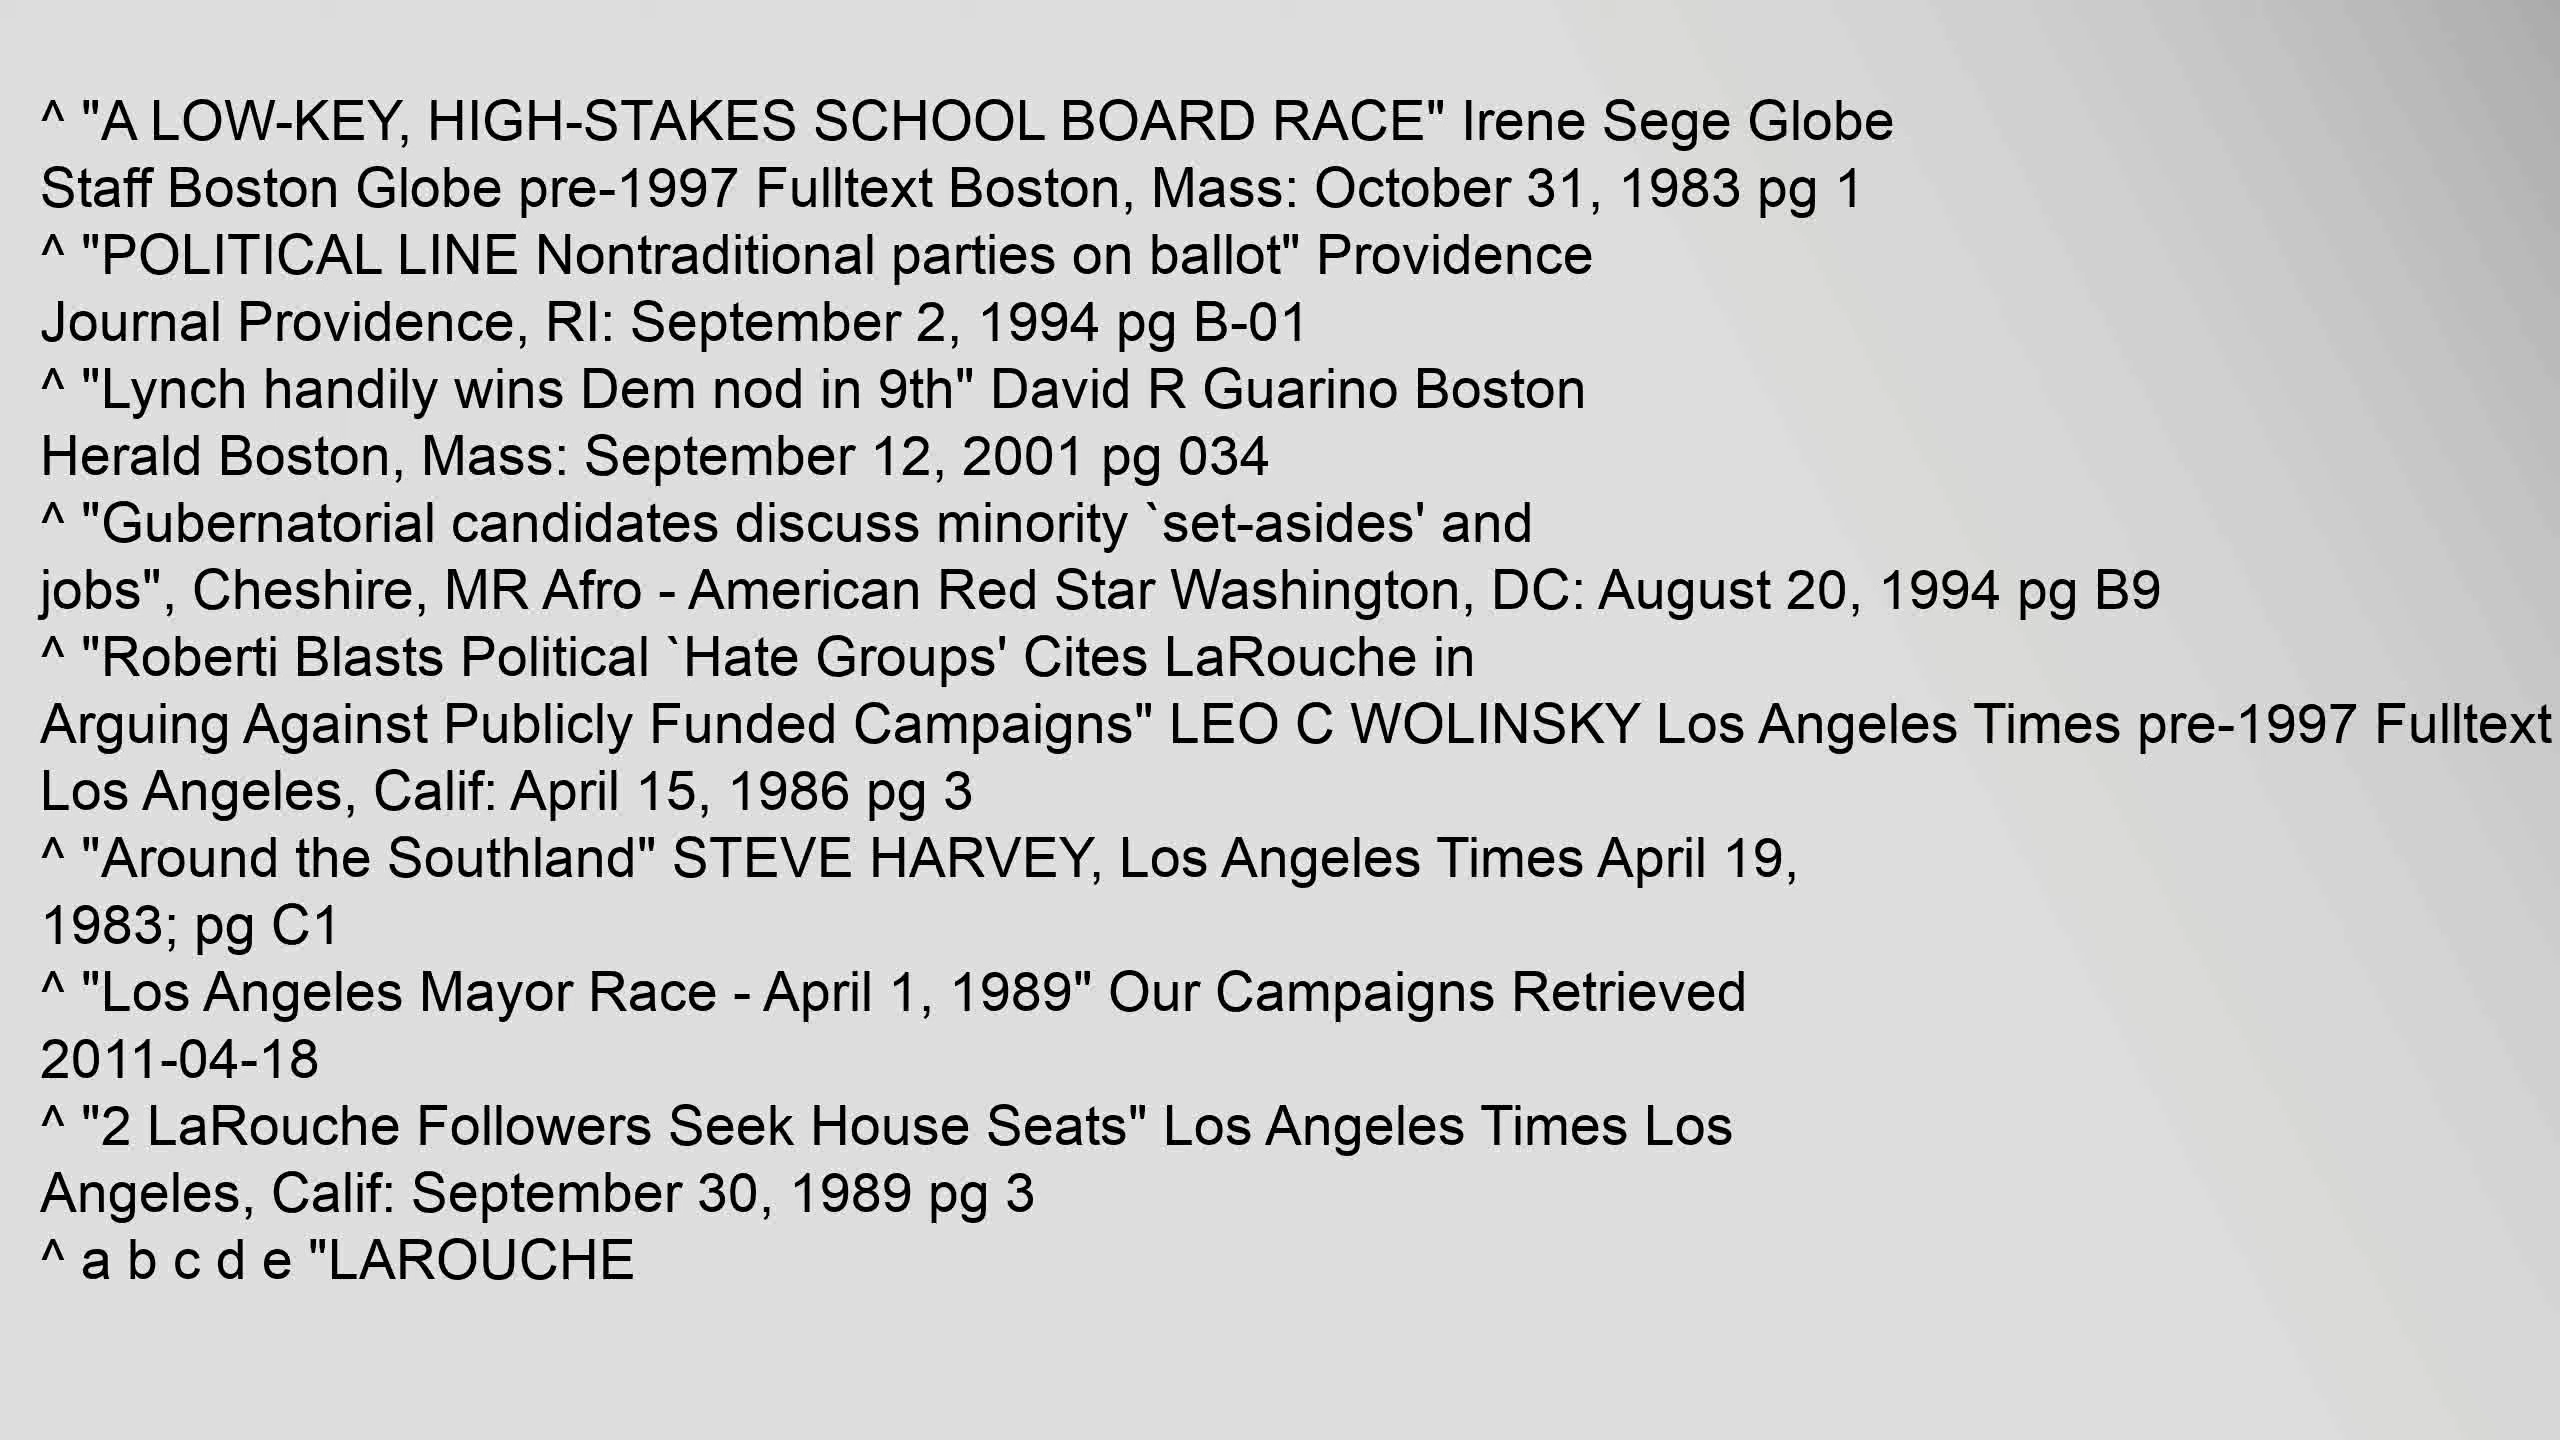 ^ "A LOW-KEY, HIGH-STAKES SCHOOL BOARD RACE" Irene Sege Globe
Staff Boston Globe pre-1997 Fulltext Boston, Mass: October 31, 1983 pg 1
^ "POLITICAL LINE Nontraditional parties on ballot" Providence
Journal Providence, RI: September 2, 1994 pg B-01
^ "Lynch handily wins Dem nod in 9th" David R Guarino Boston
Herald Boston, Mass: September 12, 2001 pg 034
^ "Gubernatorial candidates discuss minority `set-asides' and
jobs", Cheshire, MR Afro - American Red Star Washington, DC: August 20, 1994 pg B9
^ "Roberti Blasts Political `Hate Groups' Cites LaRouche in
Arguing Against Publicly Funded Campaigns" LEO C WOLINSKY Los Angeles Times pre-1997 Fulltext
Los Angeles, Calif: April 15, 1986 pg 3
^ "Around the Southland" STEVE HARVEY, Los Angeles Times April 19,
1983; pg C1
^ "Los Angeles Mayor Race - April 1, 1989" Our Campaigns Retrieved
2011-04-18
^ "2 LaRouche Followers Seek House Seats" Los Angeles Times Los
Angeles, Calif: September 30, 1989 pg 3
^ a b c d e "LAROUCHE